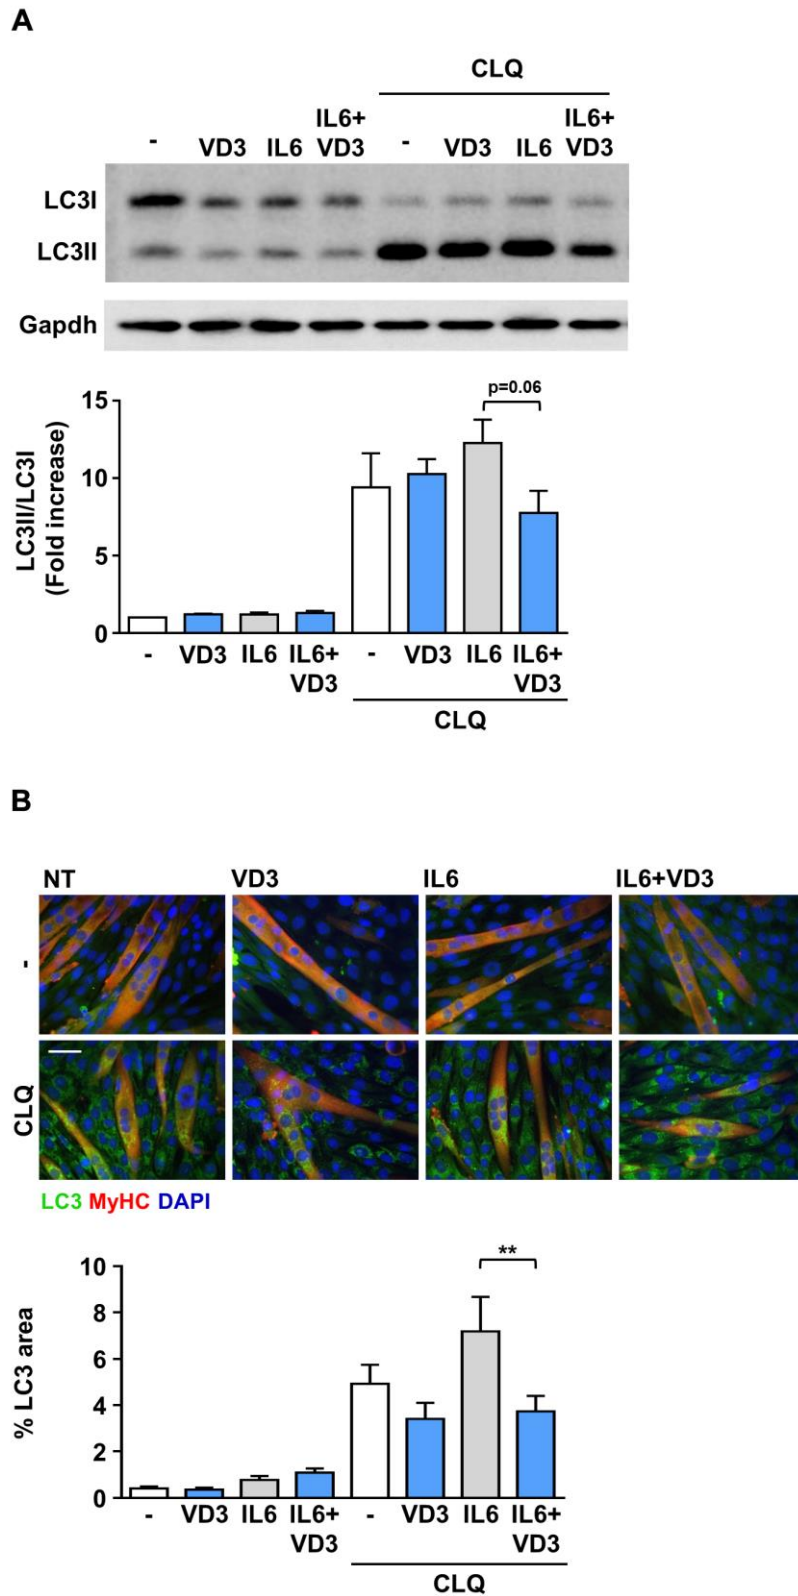 A
CLQ
- VD3 IL6 IL6+ VD3 - VD3 IL6 IL6+ VD3
LC3I
LC3II
Gapdh
p=0.06
LC3II/LC3I
(Fold increase)
15
10
5
0
- VD3 IL6 IL6+ VD3 - VD3 IL6 IL6+ VD3
CLQ
B
NT VD3 IL6 IL6+VD3
-
CLQ
LC3 MyHC DAPI
**
% LC3 area
10
8
6
4
2
0
- VD3 IL6 IL6+ VD3 - VD3 IL6 IL6+ VD3
CLQ